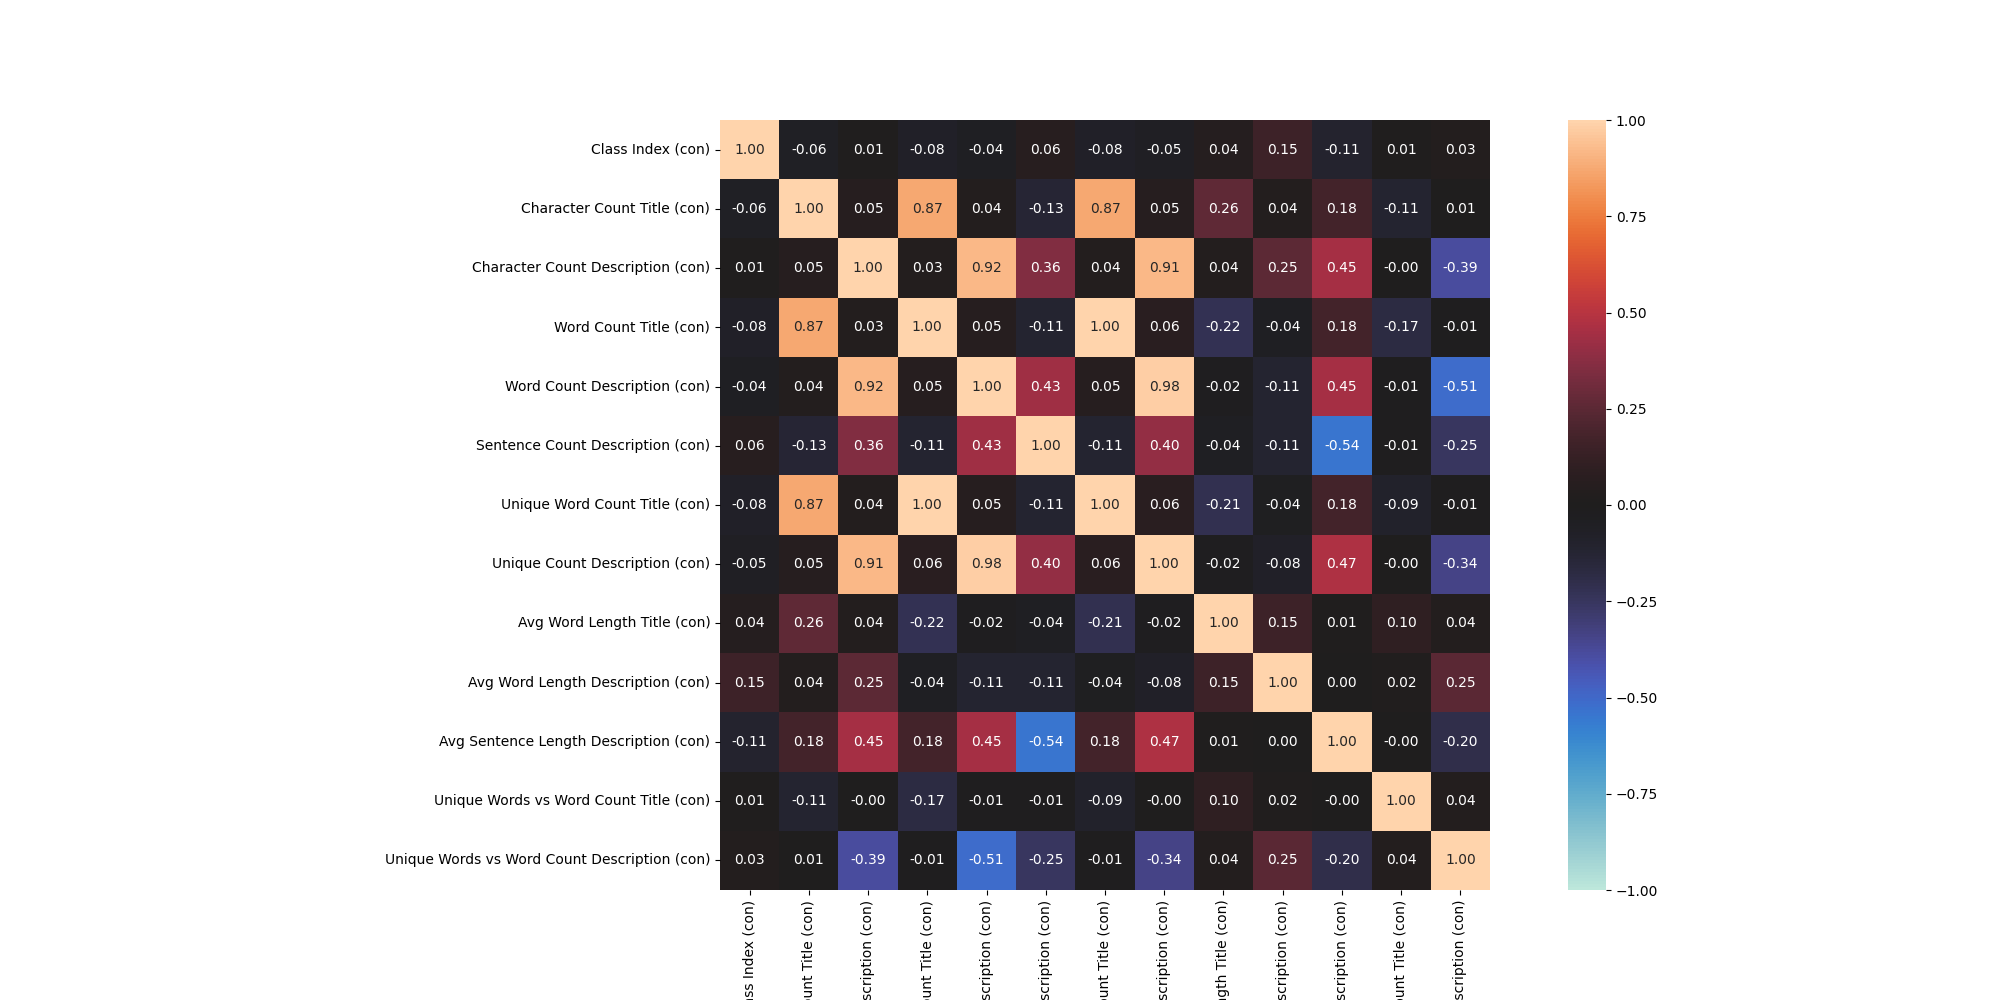 Class Index (con) 1.00 -0.06 0.01 -0.08 -0.04 0.06 -0.08 -0.05 0.04 0.15 -0.11 0.01 0.03
Character Count Title (con) -0.06 1.00 0.05 0.87 0.04 -0.13 0.87 0.05 0.26 0.04 0.18 -0.11 0.01
Character Count Description (con) 0.01 0.05 1.00 0.03 0.92 0.36 0.04 0.91 0.04 0.25 0.45 -0.00 -0.39
Word Count Title (con) -0.08 0.87 0.03 1.00 0.05 -0.11 1.00 0.06 -0.22 -0.04 0.18 -0.17 -0.01
Word Count Description (con) -0.04 0.04 0.92 0.05 1.00 0.43 0.05 0.98 -0.02 -0.11 0.45 -0.01 -0.51
Sentence Count Description (con) 0.06 -0.13 0.36 -0.11 0.43 1.00 -0.11 0.40 -0.04 -0.11 -0.54 -0.01 -0.25
Unique Word Count Title (con) -0.08 0.87 0.04 1.00 0.05 -0.11 1.00 0.06 -0.21 -0.04 0.18 -0.09 -0.01
Unique Count Description (con) -0.05 0.05 0.91 0.06 0.98 0.40 0.06 1.00 -0.02 -0.08 0.47 -0.00 -0.34
Avg Word Length Title (con) 0.04 0.26 0.04 -0.22 -0.02 -0.04 -0.21 -0.02 1.00 0.15 0.01 0.10 0.04
Avg Word Length Description (con) 0.15 0.04 0.25 -0.04 -0.11 -0.11 -0.04 -0.08 0.15 1.00 0.00 0.02 0.25
Avg Sentence Length Description (con) -0.11 0.18 0.45 0.18 0.45 -0.54 0.18 0.47 0.01 0.00 1.00 -0.00 -0.20
Unique Words vs Word Count Title (con) 0.01 -0.11 -0.00 -0.17 -0.01 -0.01 -0.09 -0.00 0.10 0.02 -0.00 1.00 0.04
Unique Words vs Word Count Description (con) 0.03 0.01 -0.39 -0.01 -0.51 -0.25 -0.01 -0.34 0.04 0.25 -0.20 0.04 1.00
Index (con)
Title (con)
(con)
Title (con)
(con)
(con)
Title (con)
(con)
Title (con)
(con)
(con)
Title (con)
(con)
1.00
0.75
0.50
0.25
0.00
−0.25
−0.50
−0.75
−1.00